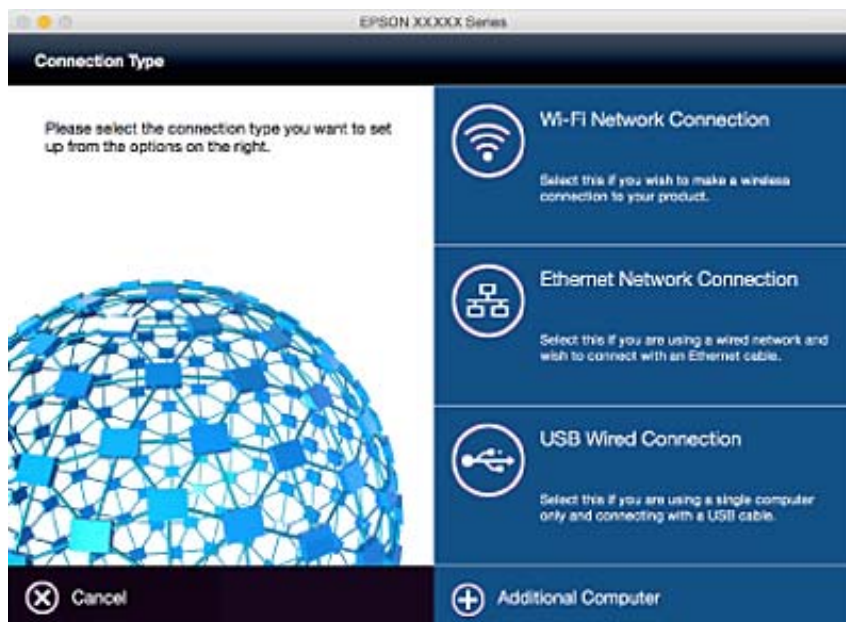 EPSON XXXXX Series
Connection Type
Please select the connection type you want to set
up from the options on the right.
Wi-Fi Network Connection
Select this if you wish to make a wireless
connection to your product.
Ethernet Network Connection
Select this if you are using a wired network and
wish to connect with an Ethernet cable.
USB Wired Connection
Select this if you are using a single computer
only and connecting with a USB cable.
Cancel
Additional Computer